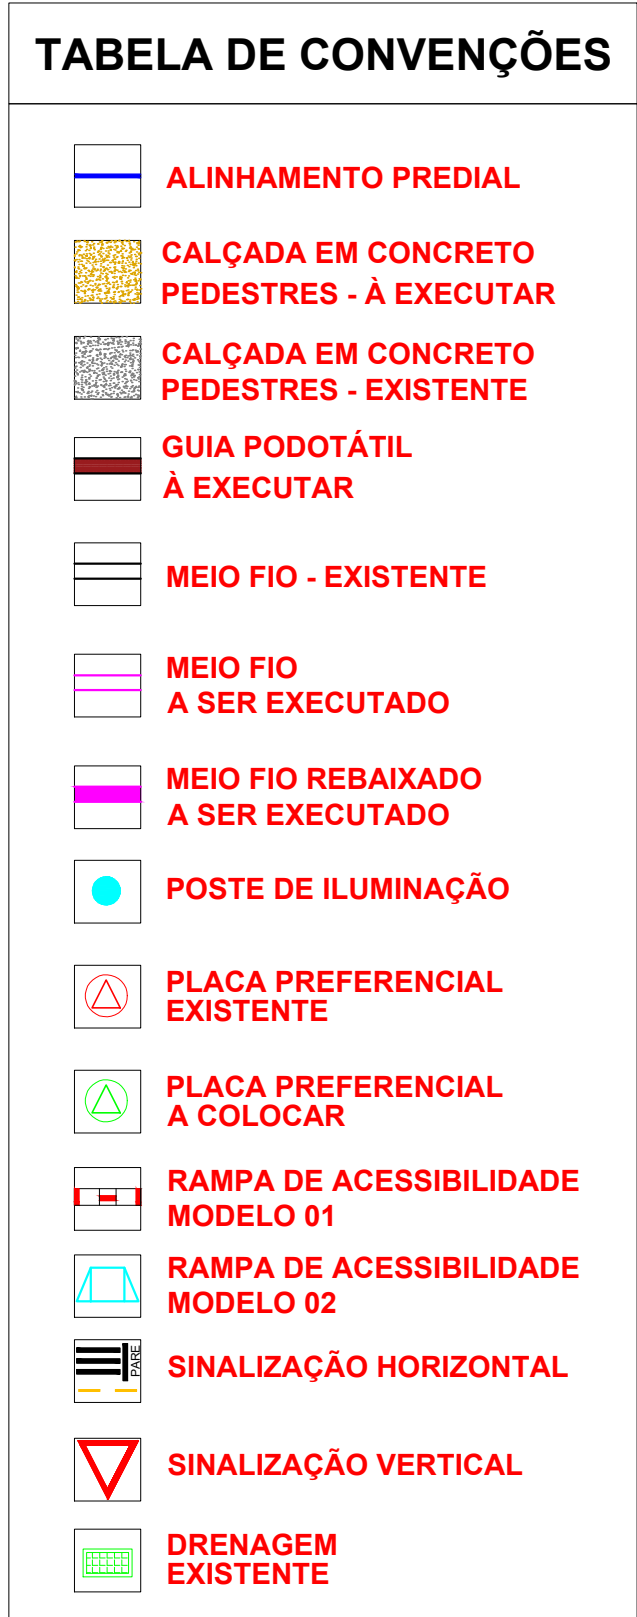 TABELA DE CONVENÇÕES
ALINHAMENTO PREDIAL
CALÇADA EM CONCRETO
PEDESTRES - À EXECUTAR
CALÇADA EM CONCRETO
PEDESTRES - EXISTENTE
GUIA PODOTÁTIL
À EXECUTAR
MEIO FIO - EXISTENTE
MEIO FIO
A SER EXECUTADO
MEIO FIO REBAIXADO
A SER EXECUTADO
POSTE DE ILUMINAÇÃO
PLACA PREFERENCIAL
EXISTENTE
PLACA PREFERENCIAL
A COLOCAR
RAMPA DE ACESSIBILIDADE
MODELO 01
RAMPA DE ACESSIBILIDADE
MODELO 02
PARE
SINALIZAÇÃO HORIZONTAL
SINALIZAÇÃO VERTICAL
DRENAGEM
EXISTENTE